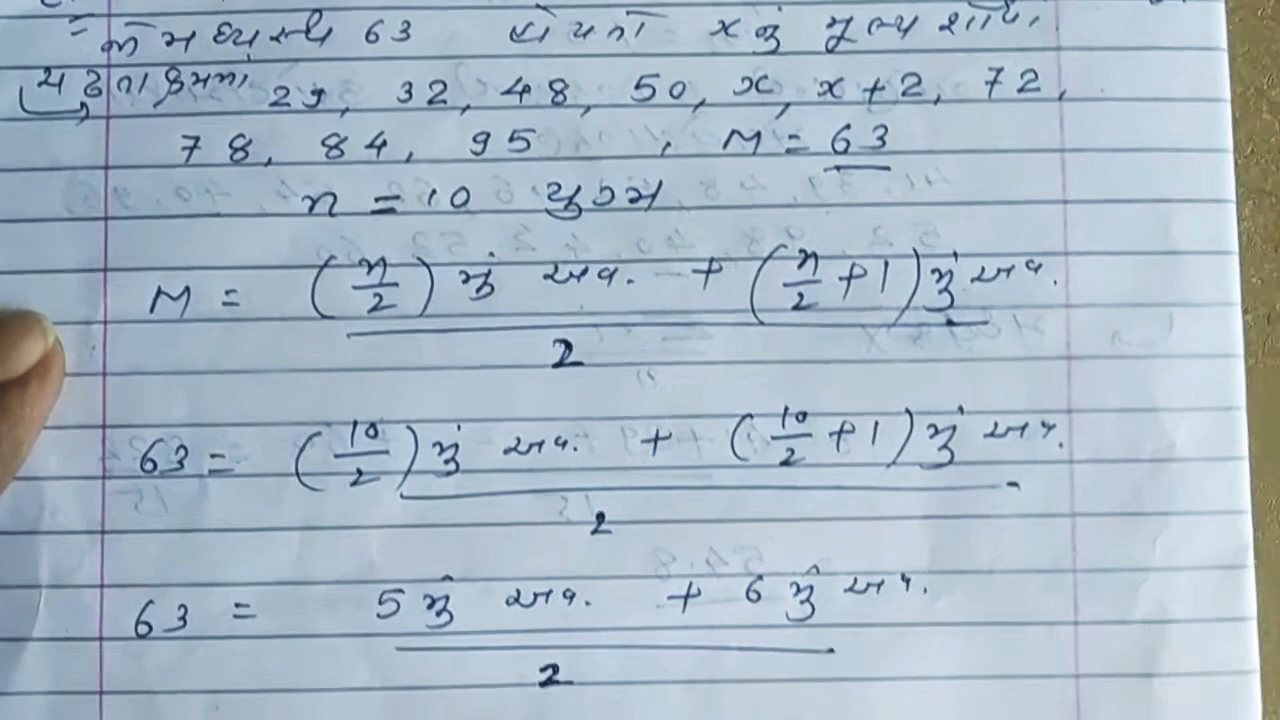 = નો મધ્યસ્થ 63 હોય તો x નું મૂલ્ય શોધો.
ચઢતા ક્રમમાં 29, 32, 48, 50, x, x + 2, 72,
78, 84, 95, M = 63
n = 10 યુગ્મ
M = (n/2) મું અવ. + (n/2 + 1) મું અવ.
2
63 = (10/2) મું અવ. + (10/2 + 1) મું અવ.
2
63 = 5 મું અવ. + 6 મું અવ.
2